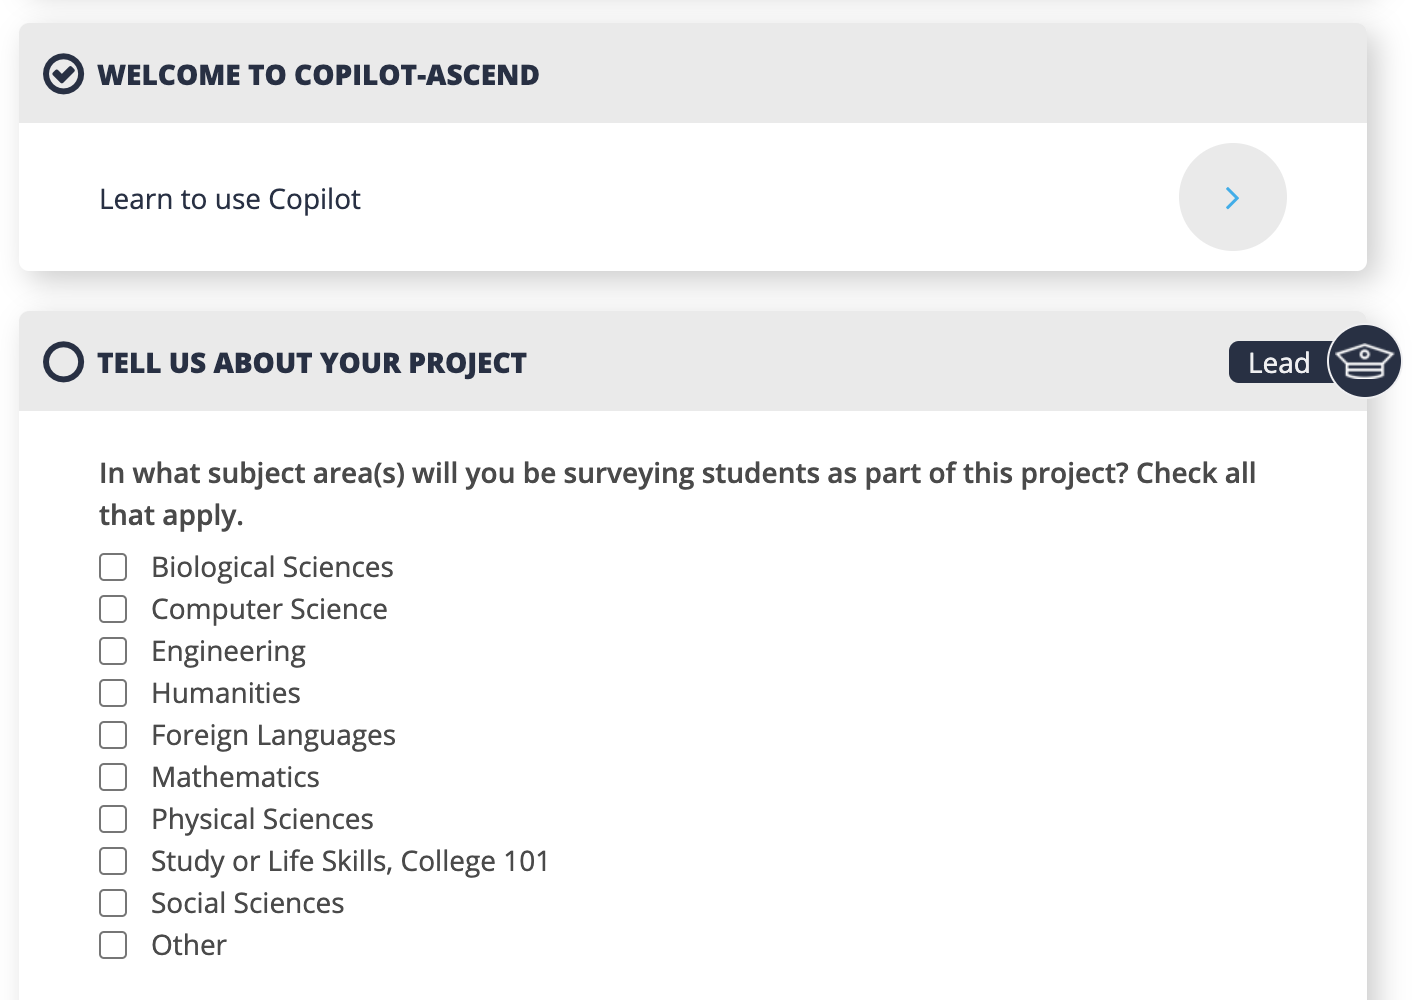 WELCOME TO COPILOT-ASCEND
Learn to use Copilot
TELL US ABOUT YOUR PROJECT
Lead
In what subject area(s) will you be surveying students as part of this project? Check all
that apply.
Biological Sciences
Computer Science
Engineering
Humanities
Foreign Languages
Mathematics
Physical Sciences
Study or Life Skills, College 101
Social Sciences
Other